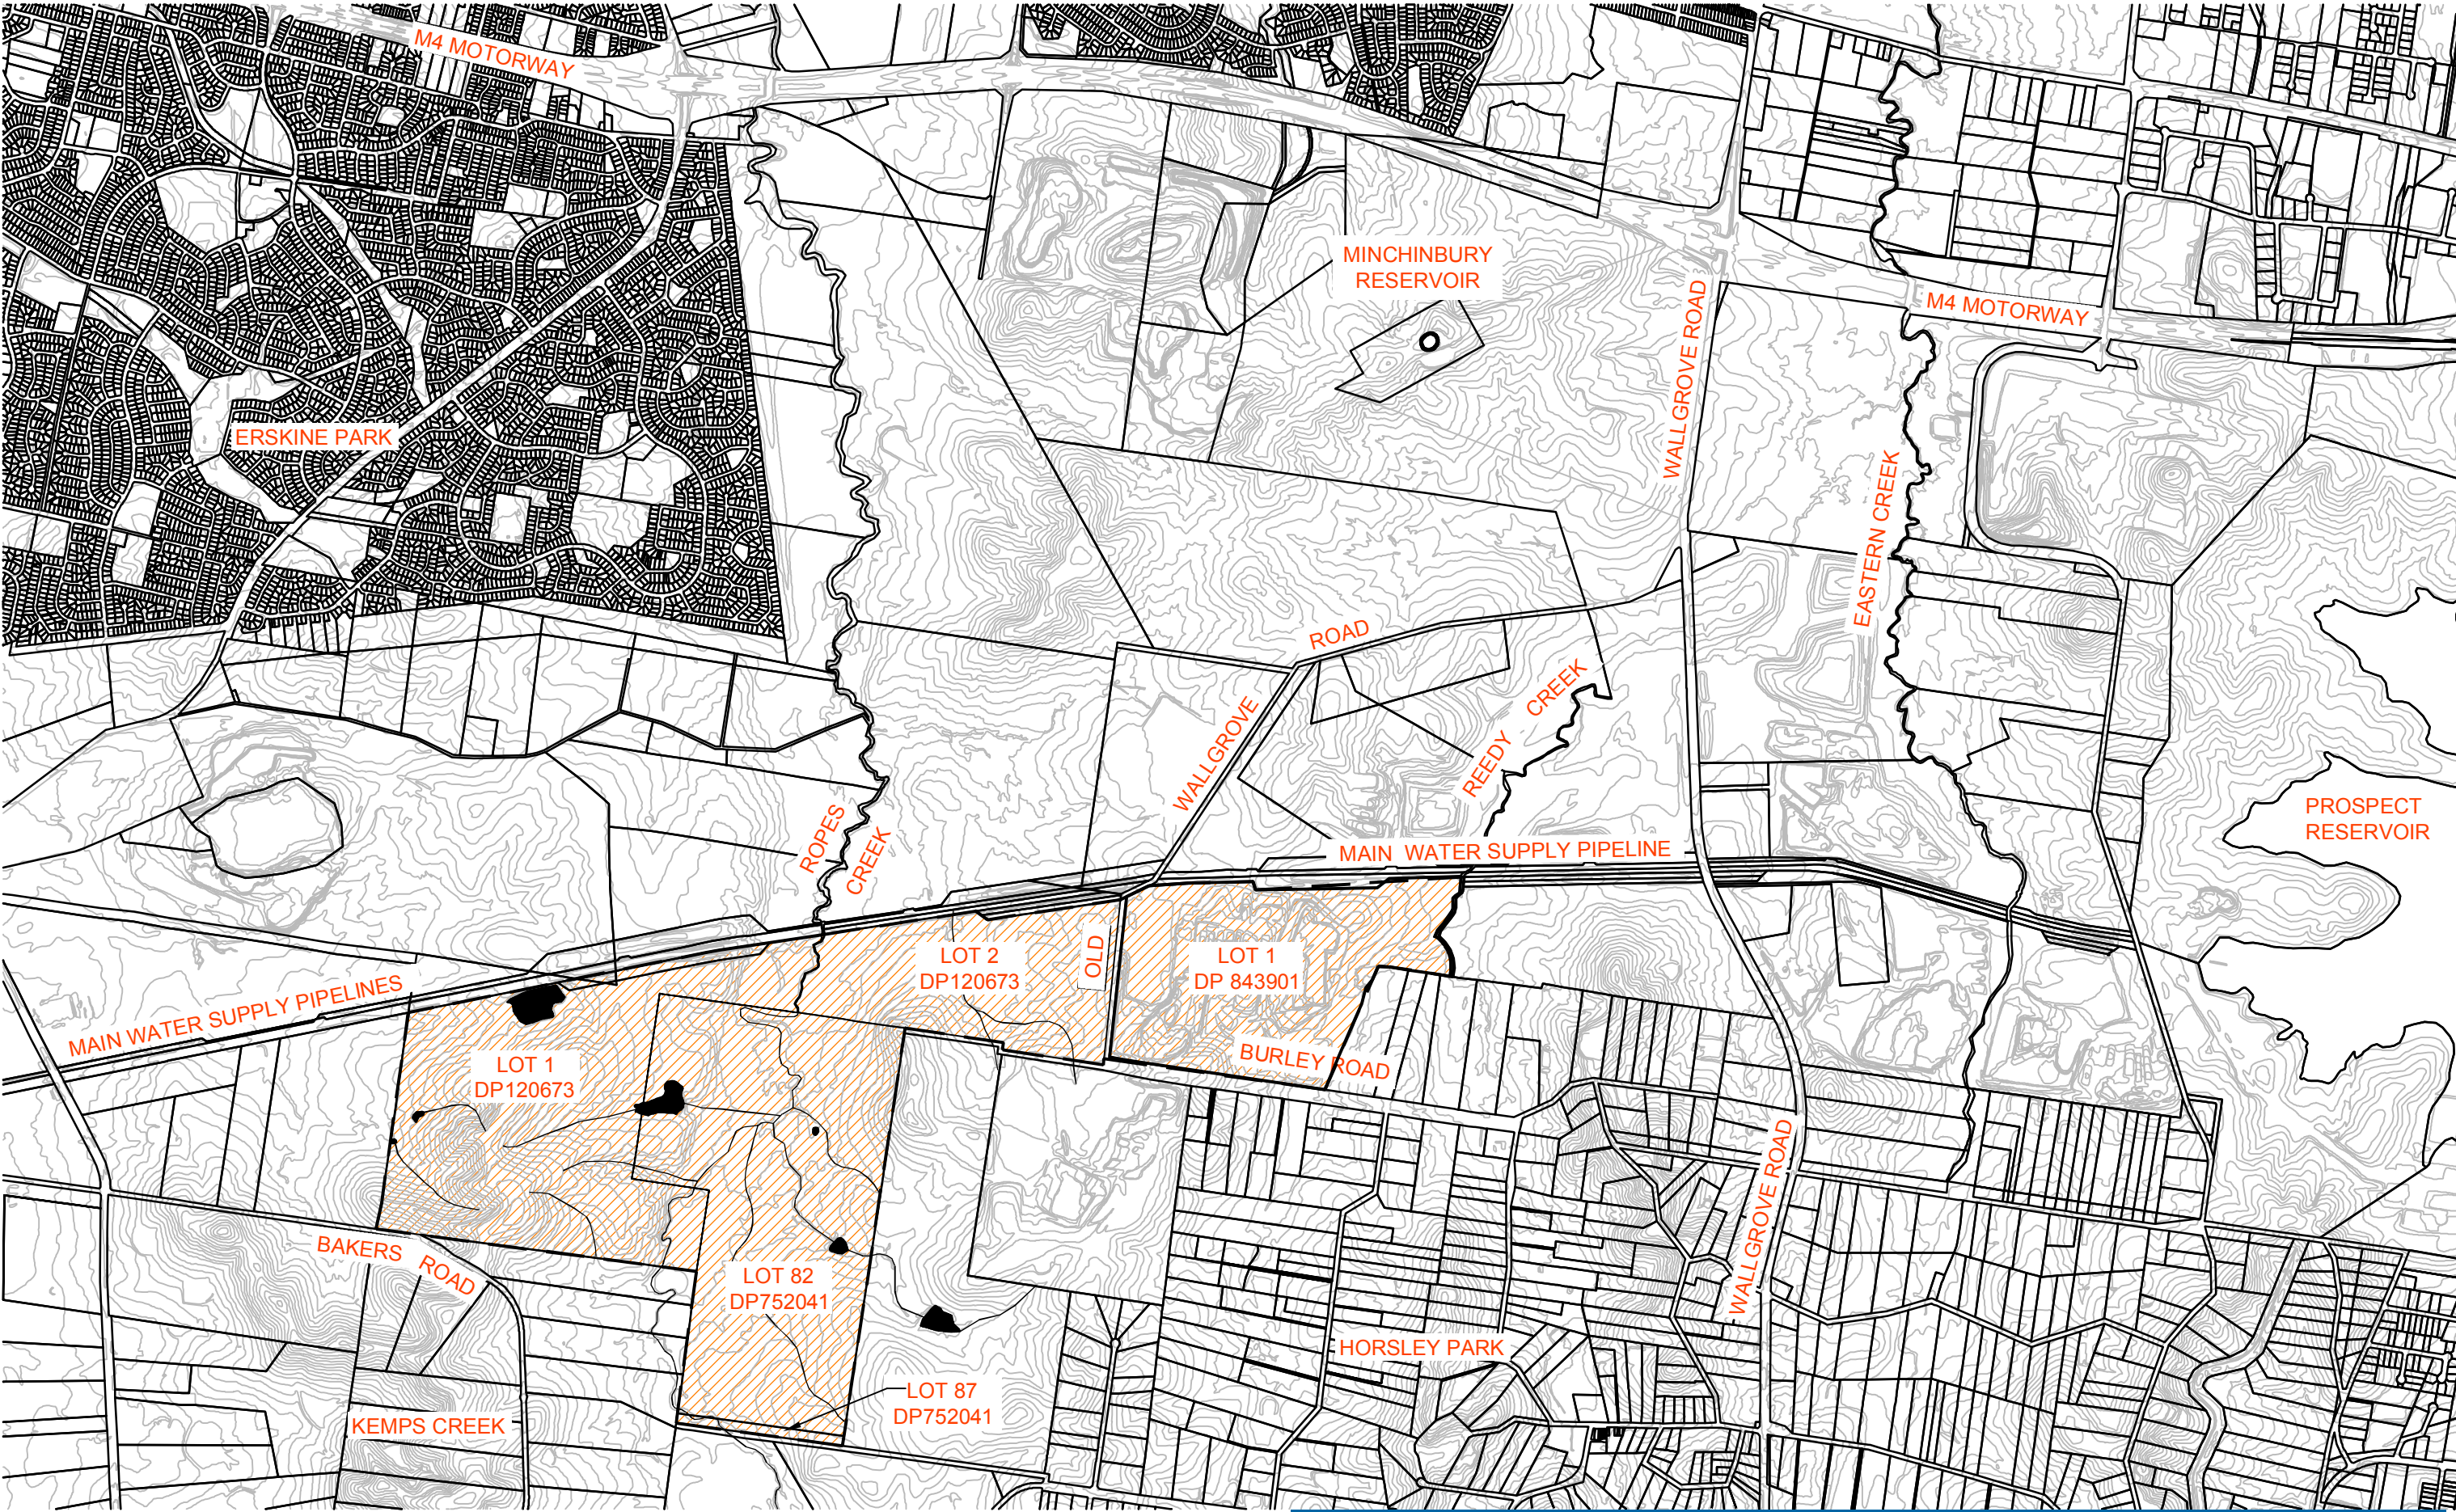 M4 MOTORWAY
MINCHINBURY
RESERVOIR
WALLGROVE ROAD
M4 MOTORWAY
ERSKINE PARK
EASTERN CREEK
ROAD
WALLGROVE
CREEK
REEDY
ROPES
CREEK
PROSPECT
RESERVOIR
MAIN WATER SUPPLY PIPELINE
OLD
LOT 2
DP120673
LOT 1
DP 843901
MAIN WATER SUPPLY PIPELINES
LOT 1
DP120673
BURLEY ROAD
WALLGROVE ROAD
BAKERS ROAD
LOT 82
DP752041
HORSLEY PARK
LOT 87
DP752041
KEMPS CREEK